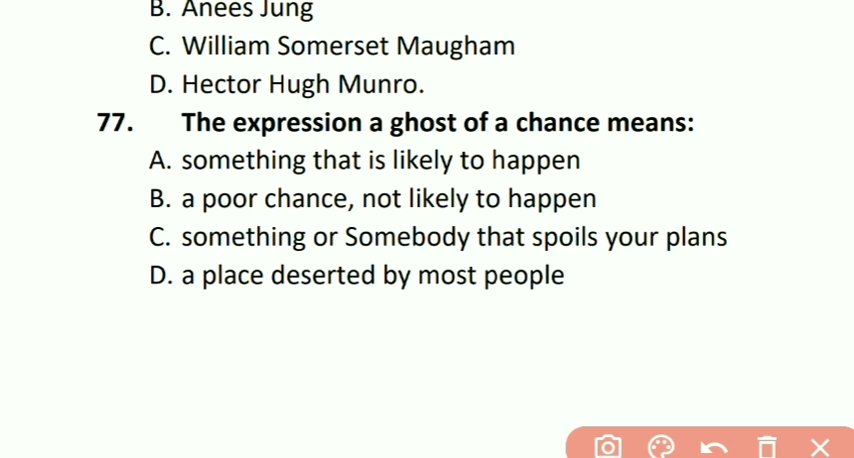 B. Anees Jung
C. William Somerset Maugham
D. Hector Hugh Munro.
77. The expression a ghost of a chance means:
A. something that is likely to happen
B. a poor chance, not likely to happen
C. something or Somebody that spoils your plans
D. a place deserted by most people